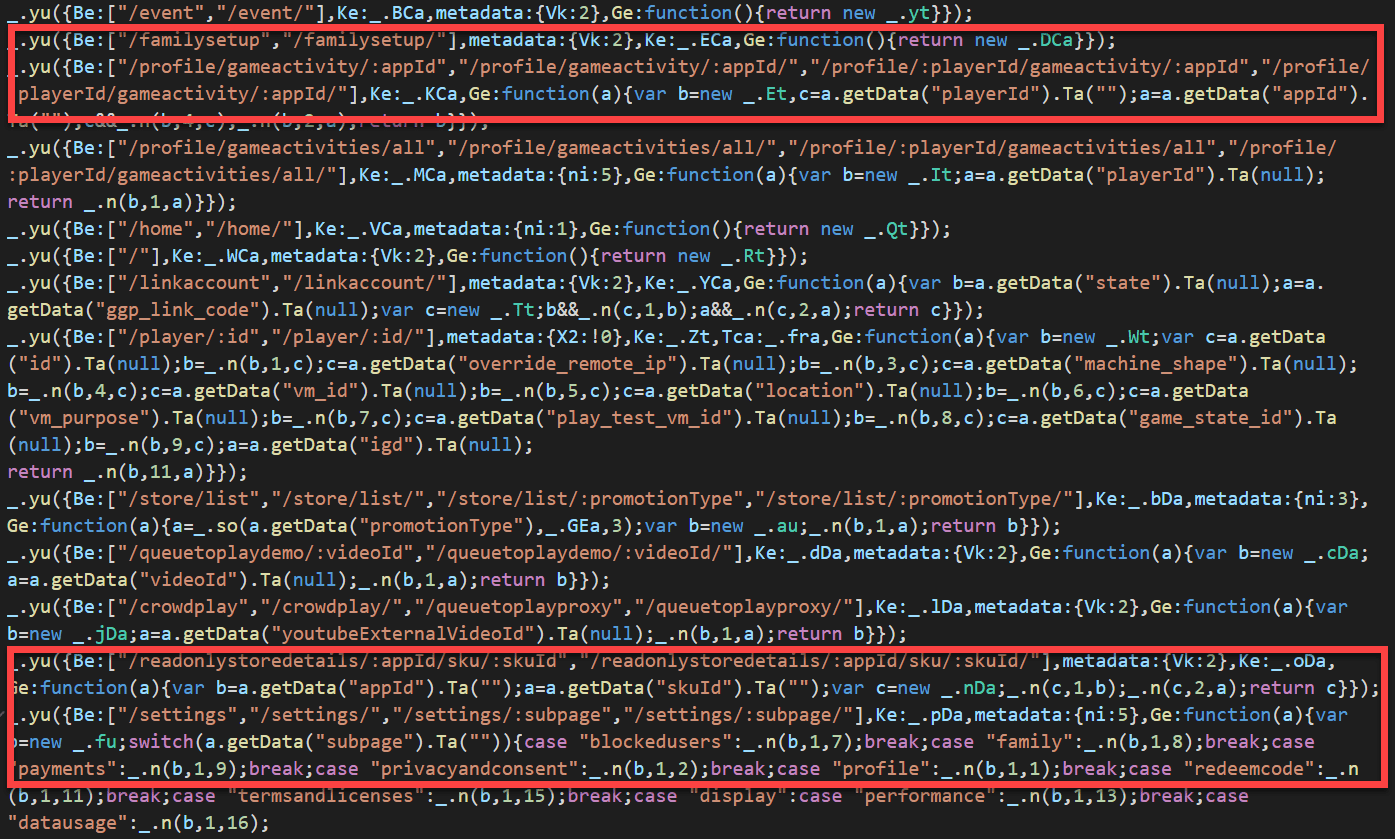 _.yu({Be:["/event","/event/"],Ke:_.BCa,metadata:{Vk:2},Ge:function(){return new _.yt}});
_.yu({Be:["/familysetup","/familysetup/"],metadata:{Vk:2},Ke:_.ECa,Ge:function(){return new _.DCa}});
_.yu({Be:["/profile/gameactivity/:appId","/profile/gameactivity/:appId/","/profile/:playerId/gameactivity/:appId","/profile/
playerId/gameactivity/:appId/"],Ke:_.KCa,Ge:function(a){var b=new _.Et,c=a.getData("playerId").Ta("");a=a.getData("appId").
Ta("");c&&_.n(b,4,c);_.n(b,2,a);return b}});
_.yu({Be:["/profile/gameactivities/all","/profile/gameactivities/all/","/profile/:playerId/gameactivities/all","/profile/
:playerId/gameactivities/all/"],Ke:_.MCa,metadata:{ni:5},Ge:function(a){var b=new _.It;a=a.getData("playerId").Ta(null);
return _.n(b,1,a)}});
_.yu({Be:["/home","/home/"],Ke:_.VCa,metadata:{ni:1},Ge:function(){return new _.Qt}});
_.yu({Be:["/"],Ke:_.WCa,metadata:{Vk:2},Ge:function(){return new _.Rt}});
_.yu({Be:["/linkaccount","/linkaccount/"],metadata:{Vk:2},Ke:_.YCa,Ge:function(a){var b=a.getData("state").Ta(null);a=a.
getData("ggp_link_code").Ta(null);var c=new _.Tt;b&&_.n(c,1,b);a&&_.n(c,2,a);return c}});
_.yu({Be:["/player/:id","/player/:id/"],metadata:{X2:!0},Ke:_.Zt,Tca:_.fra,Ge:function(a){var b=new _.Wt;var c=a.getData
("id").Ta(null);b=_.n(b,1,c);c=a.getData("override_remote_ip").Ta(null);b=_.n(b,3,c);c=a.getData("machine_shape").Ta(null);
b=_.n(b,4,c);c=a.getData("vm_id").Ta(null);b=_.n(b,5,c);c=a.getData("location").Ta(null);b=_.n(b,6,c);c=a.getData
("vm_purpose").Ta(null);b=_.n(b,7,c);c=a.getData("play_test_vm_id").Ta(null);b=_.n(b,8,c);c=a.getData("game_state_id").Ta
(null);b=_.n(b,9,c);a=a.getData("igd").Ta(null);
return _.n(b,11,a)}});
_.yu({Be:["/store/list","/store/list/","/store/list/:promotionType","/store/list/:promotionType/"],Ke:_.bDa,metadata:{ni:3},
Ge:function(a){a=_.so(a.getData("promotionType"),_.GEa,3);var b=new _.au;_.n(b,1,a);return b}});
_.yu({Be:["/queuetoplaydemo/:videoId","/queuetoplaydemo/:videoId/"],Ke:_.dDa,metadata:{Vk:2},Ge:function(a){var b=new _.cDa;
a=a.getData("videoId").Ta(null);_.n(b,1,a);return b}});
_.yu({Be:["/crowdplay","/crowdplay/","/queuetoplayproxy","/queuetoplayproxy/"],Ke:_.lDa,metadata:{Vk:2},Ge:function(a){var
b=new _.jDa;a=a.getData("youtubeExternalVideoId").Ta(null);_.n(b,1,a);return b}});
_.yu({Be:["/readonlystoredetails/:appId/sku/:skuId","/readonlystoredetails/:appId/sku/:skuId/"],metadata:{Vk:2},Ke:_.oDa,
Ge:function(a){var b=a.getData("appId").Ta("");a=a.getData("skuId").Ta("");var c=new _.nDa;_.n(c,1,b);_.n(c,2,a);return c}});
_.yu({Be:["/settings","/settings/","/settings/:subpage","/settings/:subpage/"],Ke:_.pDa,metadata:{ni:5},Ge:function(a){var
b=new _.fu;switch(a.getData("subpage").Ta("")){case "blockedusers":_.n(b,1,7);break;case "family":_.n(b,1,8);break;case
"payments":_.n(b,1,9);break;case "privacyandconsent":_.n(b,1,2);break;case "profile":_.n(b,1,1);break;case "redeemcode":_.n
(b,1,11);break;case "termsandlicenses":_.n(b,1,15);break;case "display":case "performance":_.n(b,1,13);break;case
"datausage":_.n(b,1,16);